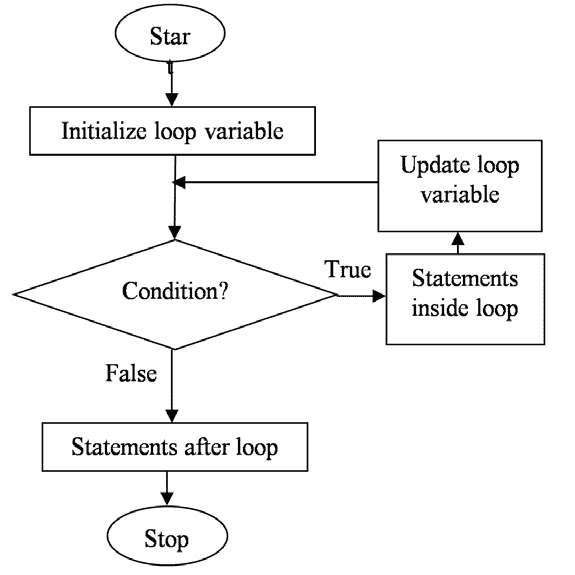 Star
t
Initialize loop variable
Update loop
variable
Condition?
True
Statements
inside loop
False
Statements after loop
Stop